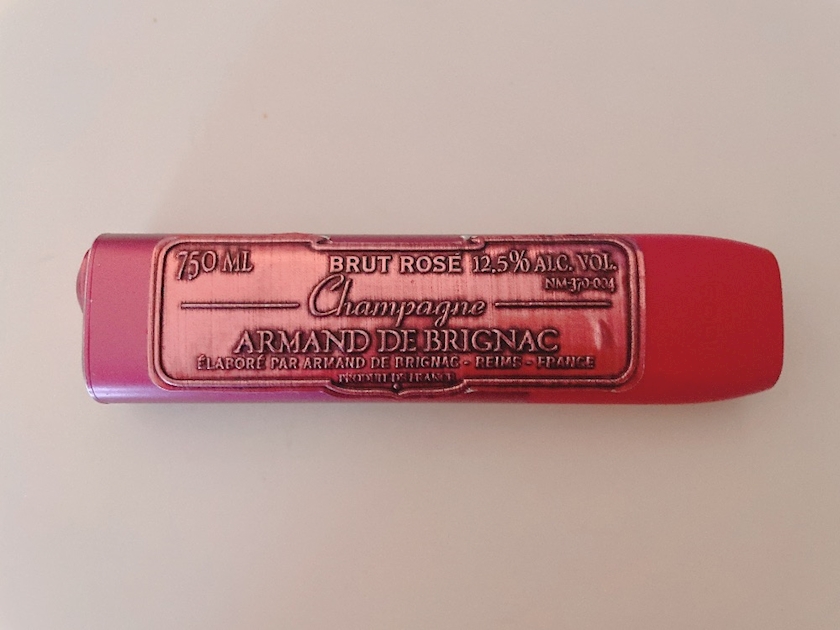 750 ML BRUT ROSÉ 12.5% ALC. VOL.
NM-370-004
Champagne
ARMAND DE BRIGNAC
ÉLABORÉ PAR ARMAND DE BRIGNAC - REIMS - FRANCE
PRODUIT DE FRANCE